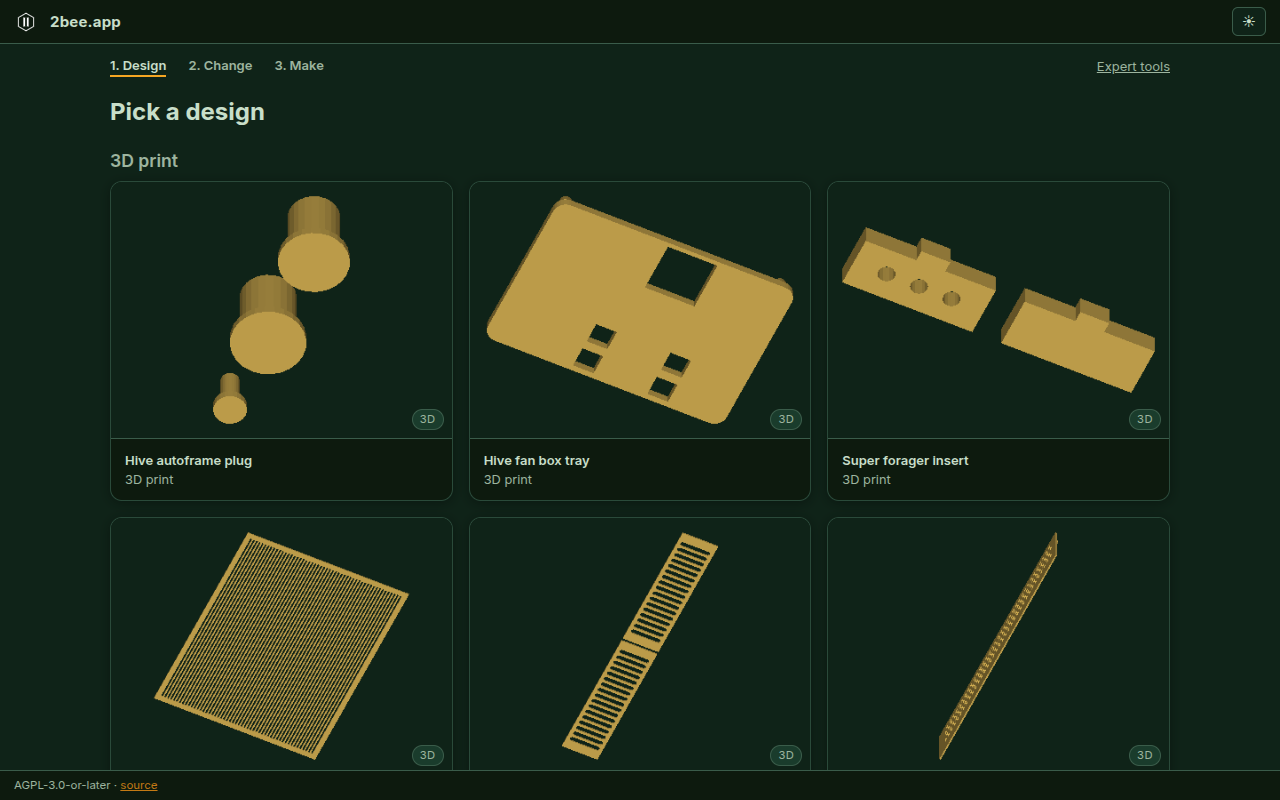 2bee.app
1. Design 2. Change 3. Make Expert tools
Pick a design
3D print
3D 3D 3D
Hive autoframe plug
3D print
Hive fan box tray
3D print
Super forager insert
3D print
3D 3D 3D
AGPL-3.0-or-later · source